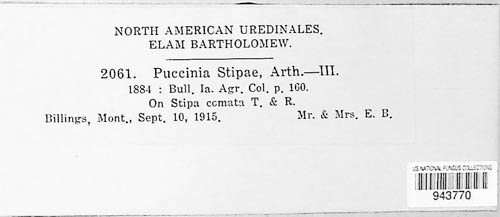 NORTH AMERICAN UREDINALES.
ELAM BARTHOLOMEW.
2061. Puccinia Stipae, Arth.—III.
1884 : Bull. Ia. Agr. Col. p. 160.
On Stipa comata T. & R.
Billings, Mont., Sept. 10, 1915. Mr. & Mrs. E. B.
US NATIONAL FUNGUS COLLECTIONS
943770